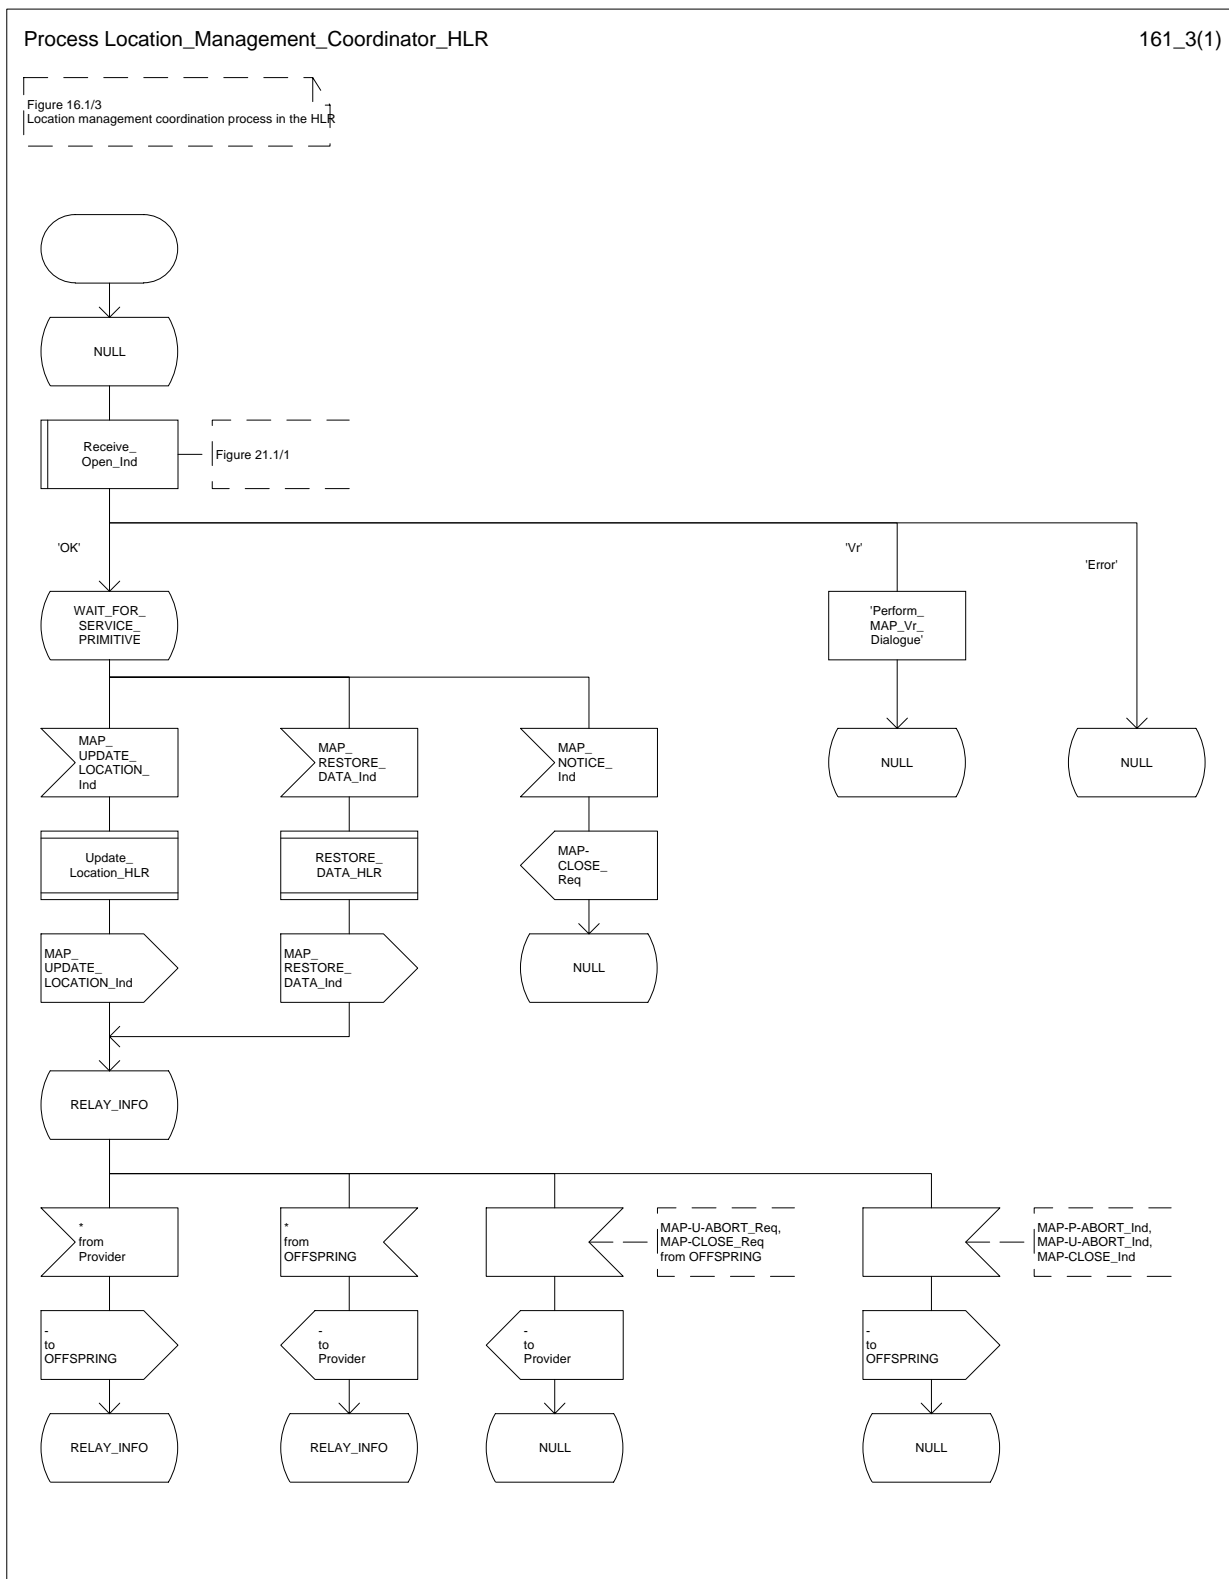 Process Location_Management_Coordinator_HLR
161_3(1)
Figure 16.1/3
Location management coordination process in the HLR
NULL
Receive_
Open_Ind
Figure 21.1/1
'OK'
'Vr'
'Error'
WAIT_FOR_
SERVICE_
PRIMITIVE
'Perform_
MAP_Vr_
Dialogue'
MAP_
UPDATE_
LOCATION_
Ind
MAP_
RESTORE_
DATA_Ind
MAP_
NOTICE_
Ind
NULL
NULL
Update_
Location_HLR
RESTORE_
DATA_HLR
MAP-
CLOSE_
Req
MAP_
UPDATE_
LOCATION_Ind
MAP_
RESTORE_
DATA_Ind
NULL
RELAY_INFO
*
from
Provider
*
from
OFFSPRING
MAP-U-ABORT_Req,
MAP-CLOSE_Req
from OFFSPRING
MAP-P-ABORT_Ind,
MAP-U-ABORT_Ind,
MAP-CLOSE_Ind
-
to
OFFSPRING
-
to
Provider
-
to
Provider
-
to
OFFSPRING
RELAY_INFO
RELAY_INFO
NULL
NULL